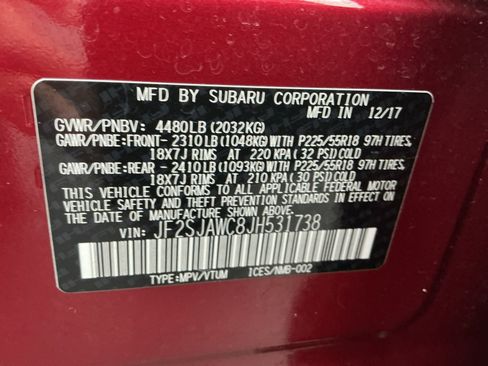 MFD BY SUBARU CORPORATION
MFD IN 12/17
GVWR/PNBV: 4480LB(2032KG)
GAWR/PNBE:FRONT-2310LB(1048KG)WITH P225/55R18 97H TIRES,
18X7J RIMS AT 220 KPA(32 PSI)COLD
GAWR/PNBE:REAR -2410LB(1093KG)WITH P225/55R18 97H TIRES,
18X7J RIMS AT 210 KPA(30 PSI)COLD
THIS VEHICLE CONFORMS TO ALL APPLICABLE FEDERAL MOTOR
VEHICLE SAFETY AND THEFT PREVENTION STANDARDS IN EFFECT
ON THE DATE OF MANUFACTURE SHOWN ABOVE.
VIN: JF2SJAWC8JH531738
TYPE:MPV/VTUM ICES/NMB-002